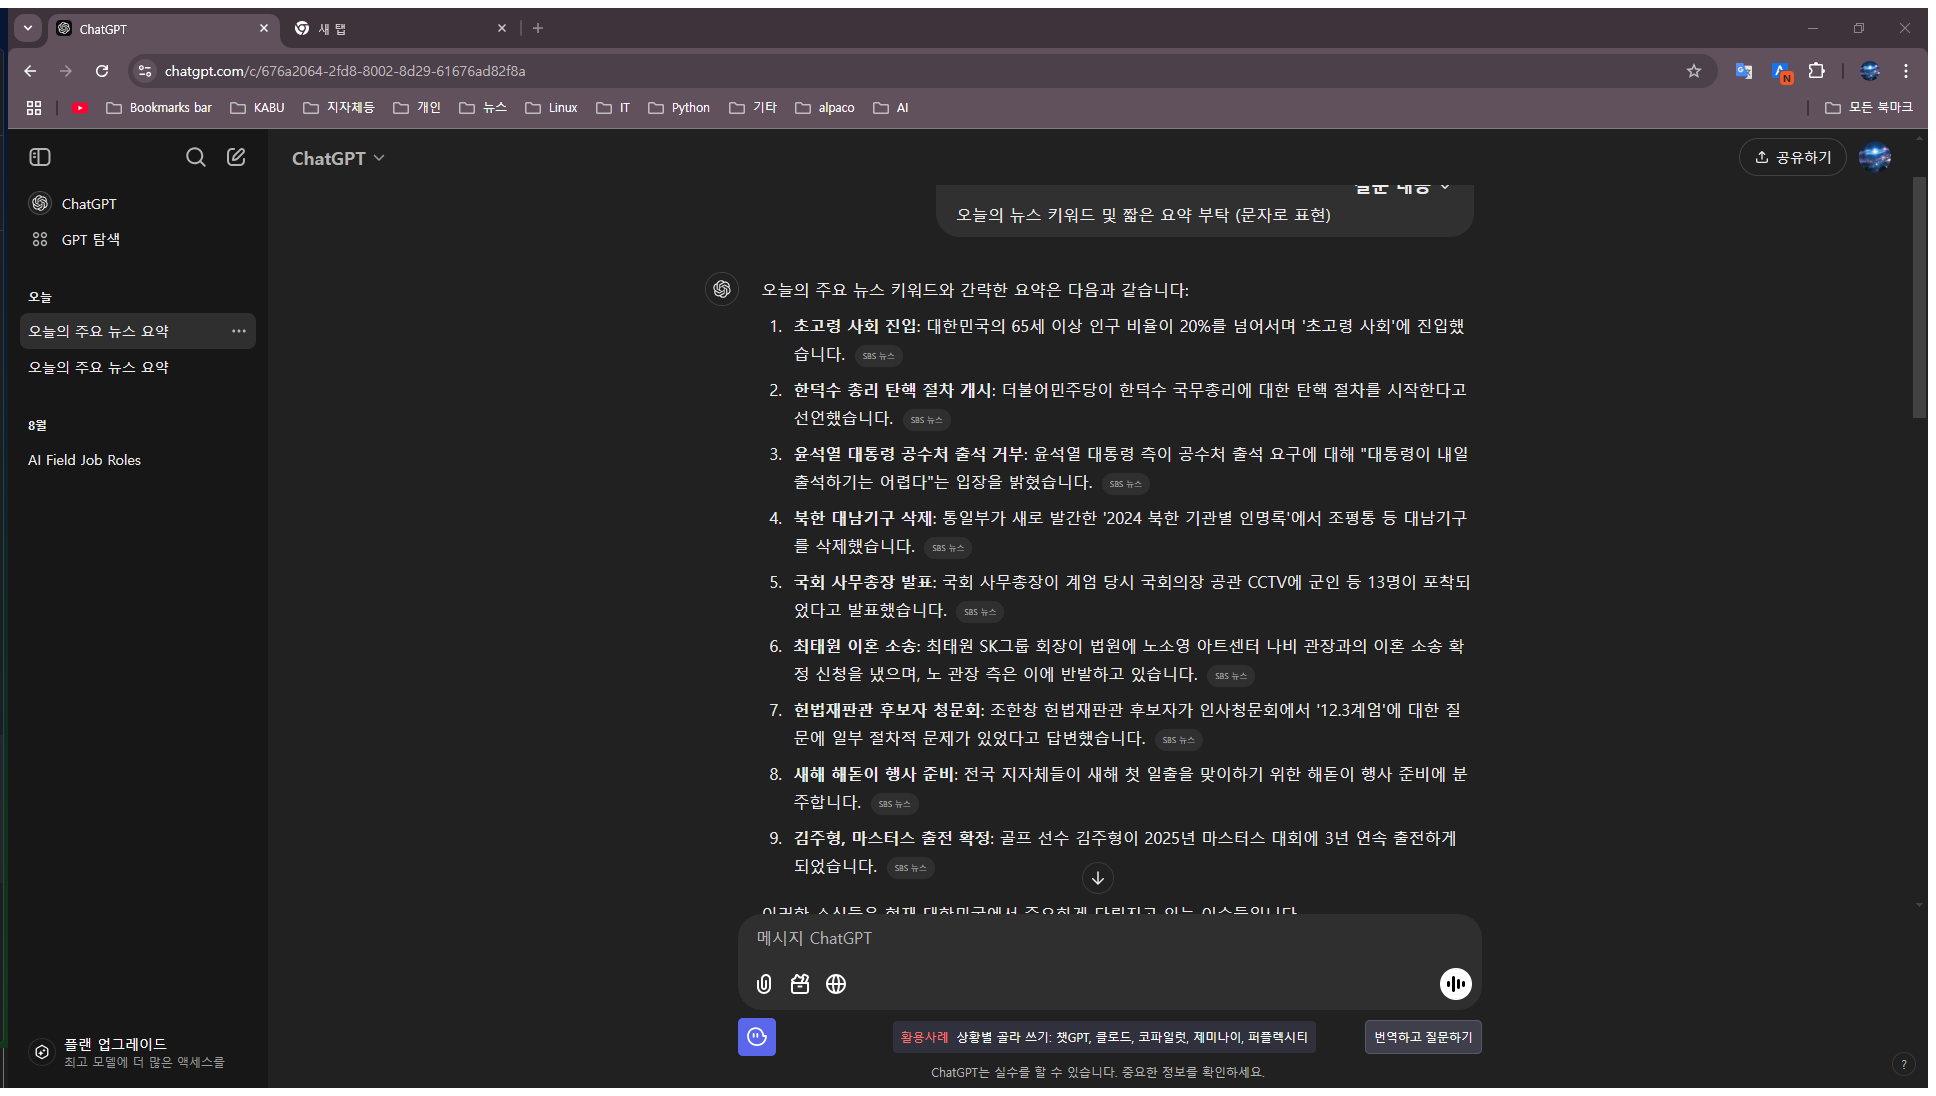 ChatGPT
새 탭
chatgpt.com/c/676a2064-2fd8-8002-8d29-61676ad82f8a
N
Bookmarks bar
KABU
지자체등
개인
뉴스
Linux
IT
Python
기타
alpaco
AI
모든 북마크
ChatGPT
공유하기
ChatGPT
GPT 탐색
오늘
오늘의 주요 뉴스 요약
오늘의 주요 뉴스 요약
8월
AI Field Job Roles
플랜 업그레이드
최고 모델에 더 많은 액세스를
질문 내용
오늘의 뉴스 키워드 및 짧은 요약 부탁 (문자로 표현)
오늘의 주요 뉴스 키워드와 간략한 요약은 다음과 같습니다:
1. 초고령 사회 진입: 대한민국의 65세 이상 인구 비율이 20%를 넘어서며 '초고령 사회'에 진입했
습니다. SBS 뉴스
2. 한덕수 총리 탄핵 절차 개시: 더불어민주당이 한덕수 국무총리에 대한 탄핵 절차를 시작한다고
선언했습니다. SBS 뉴스
3. 윤석열 대통령 공수처 출석 거부: 윤석열 대통령 측이 공수처 출석 요구에 대해 "대통령이 내일
출석하기는 어렵다"는 입장을 밝혔습니다. SBS 뉴스
4. 북한 대남기구 삭제: 통일부가 새로 발간한 '2024 북한 기관별 인명록'에서 조평통 등 대남기구
를 삭제했습니다. SBS 뉴스
5. 국회 사무총장 발표: 국회 사무총장이 계엄 당시 국회의장 공관 CCTV에 군인 등 13명이 포착되
었다고 발표했습니다. SBS 뉴스
6. 최태원 이혼 소송: 최태원 SK그룹 회장이 법원에 노소영 아트센터 나비 관장과의 이혼 소송 확
정 신청을 냈으며, 노 관장 측은 이에 반발하고 있습니다. SBS 뉴스
7. 헌법재판관 후보자 청문회: 조한창 헌법재판관 후보자가 인사청문회에서 '12.3계엄'에 대한 질
문에 일부 절차적 문제가 있었다고 답변했습니다. SBS 뉴스
8. 새해 해돋이 행사 준비: 전국 지자체들이 새해 첫 일출을 맞이하기 위한 해돋이 행사 준비에 분
주합니다. SBS 뉴스
9. 김주형, 마스터스 출전 확정: 골프 선수 김주형이 2025년 마스터스 대회에 3년 연속 출전하게
되었습니다. SBS 뉴스
이러한 소식들은 현재 대한민국에서 주요하게 다뤄지고 있는 이슈들입니다.
메시지 ChatGPT
활용사례 상황별 골라 쓰기: 챗GPT, 클로드, 코파일럿, 제미나이, 퍼플렉시티
번역하고 질문하기
ChatGPT는 실수를 할 수 있습니다. 중요한 정보를 확인하세요.
?